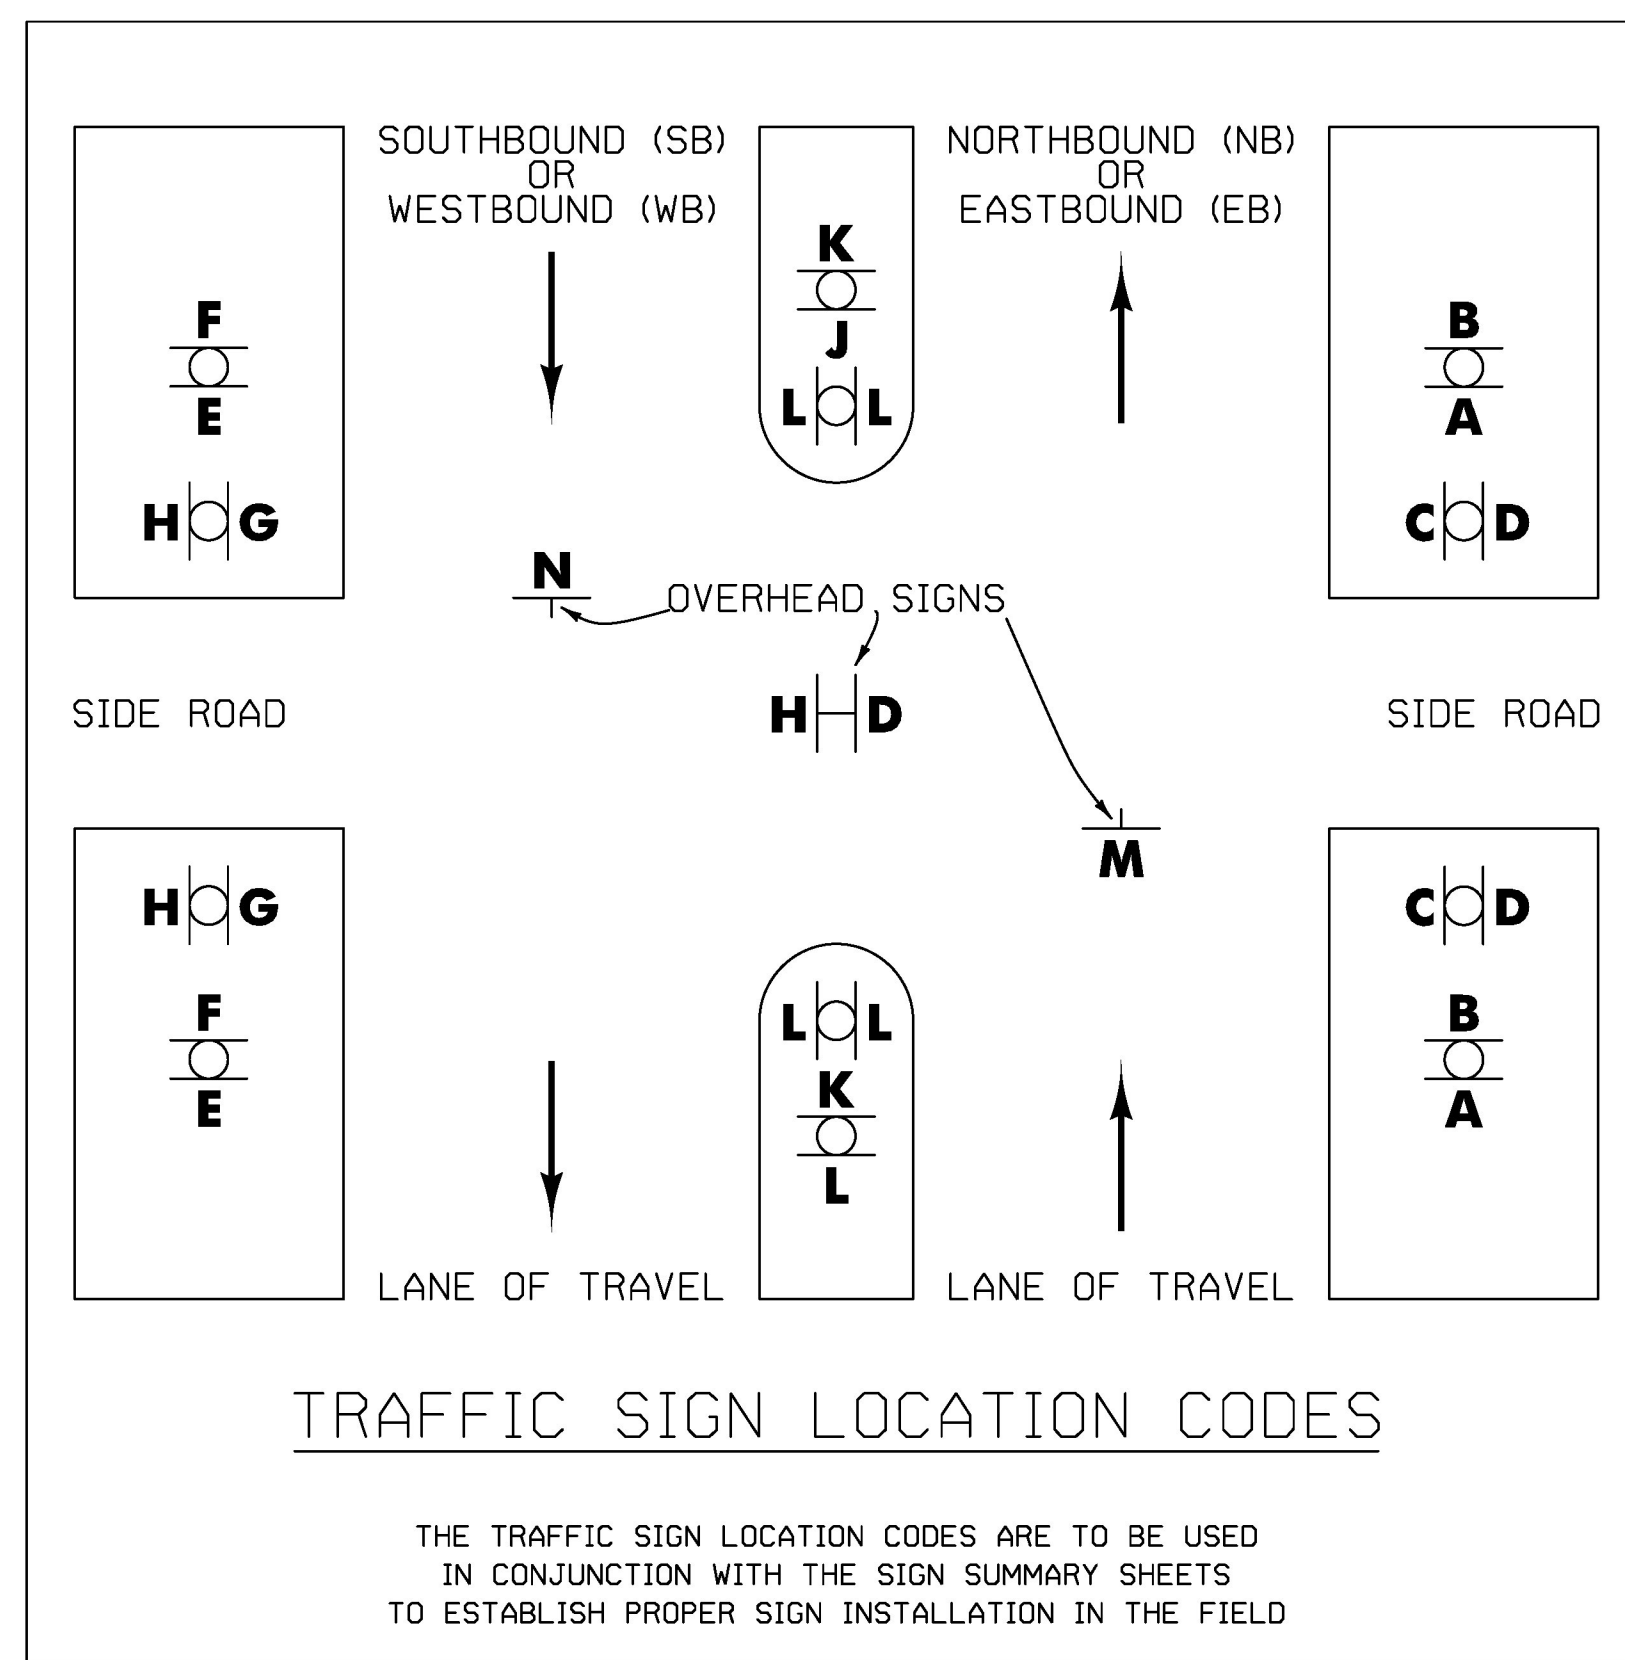 SOUTHBOUND (SB)
OR
WESTBOUND (WB)
NORTHBOUND (NB)
OR
EASTBOUND (EB)
K
J
L L
F
E
H G
B
A
C D
N
OVERHEAD SIGNS
H D
M
SIDE ROAD
SIDE ROAD
H G
F
E
L L
K
L
C D
B
A
LANE OF TRAVEL
LANE OF TRAVEL
TRAFFIC SIGN LOCATION CODES
THE TRAFFIC SIGN LOCATION CODES ARE TO BE USED
IN CONJUNCTION WITH THE SIGN SUMMARY SHEETS
TO ESTABLISH PROPER SIGN INSTALLATION IN THE FIELD